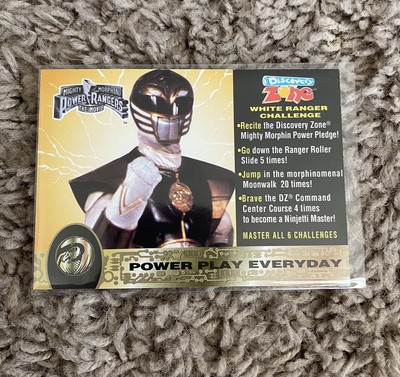 MIGHTY MORPHIN
POWER RANGERS
THE MOVIE
Discovery
Zone
WHITE RANGER
CHALLENGE
•Recite the Discovery Zone®
Mighty Morphin Power Pledge!
•Go down the Ranger Roller
Slide 5 times!
•Jump in the morphinomenal
Moonwalk 20 times!
•Brave the DZ® Command
Center Course 4 times
to become a Ninjetti Master!
MASTER ALL 6 CHALLENGES
POWER PLAY EVERYDAY